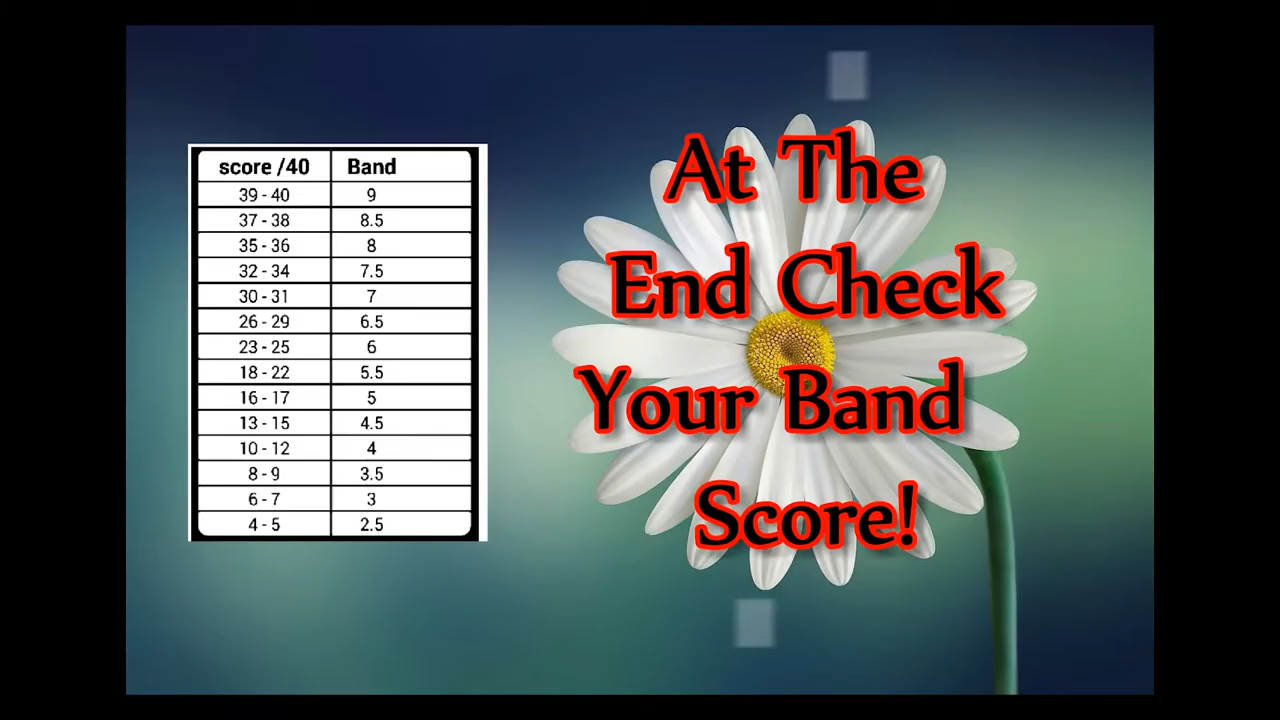 score /40 Band
39 - 40 9
37 - 38 8.5
35 - 36 8
32 - 34 7.5
30 - 31 7
26 - 29 6.5
23 - 25 6
18 - 22 5.5
16 - 17 5
13 - 15 4.5
10 - 12 4
8 - 9 3.5
6 - 7 3
4 - 5 2.5
At The
End Check
Your Band
Score!